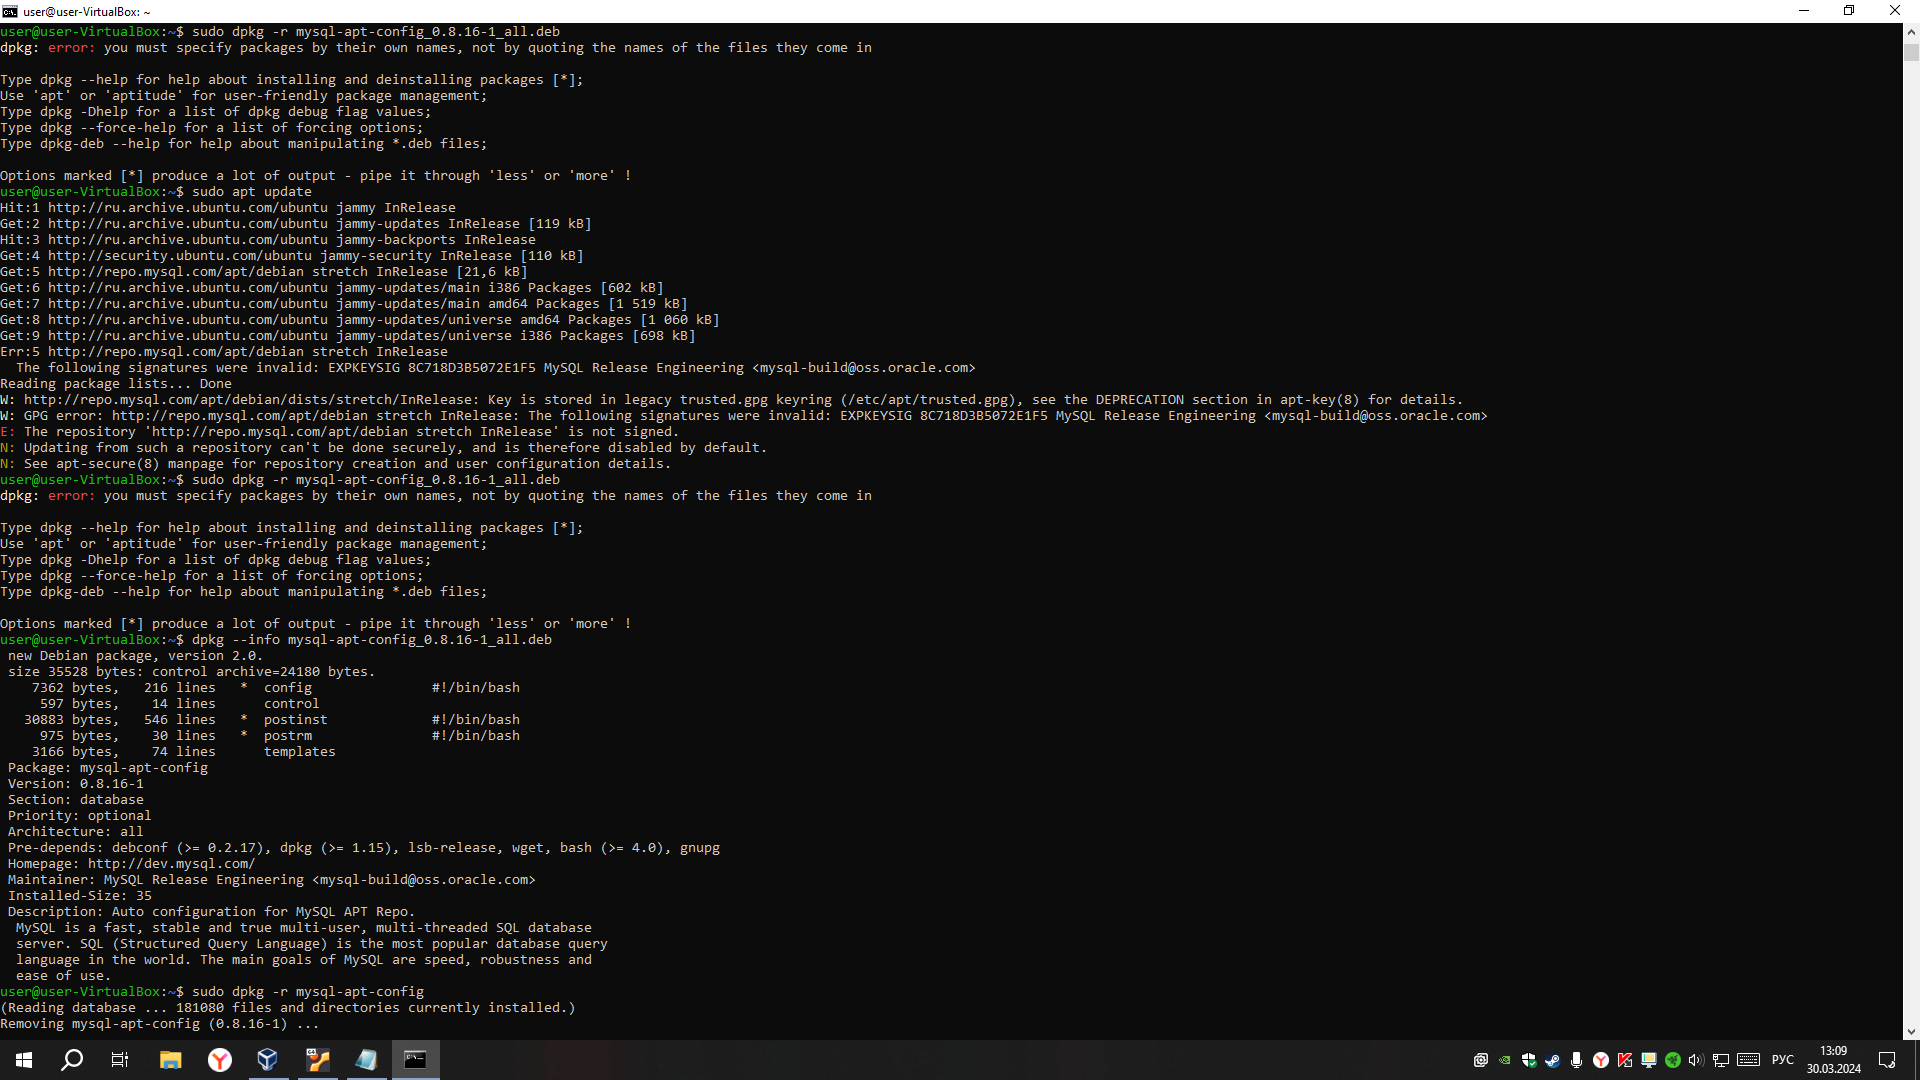 user@user-VirtualBox: ~
user@user-VirtualBox:~$ sudo dpkg -r mysql-apt-config_0.8.16-1_all.deb
dpkg: error: you must specify packages by their own names, not by quoting the names of the files they come in

Type dpkg --help for help about installing and deinstalling packages [*];
Use 'apt' or 'aptitude' for user-friendly package management;
Type dpkg -Dhelp for a list of dpkg debug flag values;
Type dpkg --force-help for a list of forcing options;
Type dpkg-deb --help for help about manipulating *.deb files;

Options marked [*] produce a lot of output - pipe it through 'less' or 'more' !
user@user-VirtualBox:~$ sudo apt update
Hit:1 http://ru.archive.ubuntu.com/ubuntu jammy InRelease
Get:2 http://ru.archive.ubuntu.com/ubuntu jammy-updates InRelease [119 kB]
Hit:3 http://ru.archive.ubuntu.com/ubuntu jammy-backports InRelease
Get:4 http://security.ubuntu.com/ubuntu jammy-security InRelease [110 kB]
Get:5 http://repo.mysql.com/apt/debian stretch InRelease [21,6 kB]
Get:6 http://ru.archive.ubuntu.com/ubuntu jammy-updates/main i386 Packages [602 kB]
Get:7 http://ru.archive.ubuntu.com/ubuntu jammy-updates/main amd64 Packages [1 519 kB]
Get:8 http://ru.archive.ubuntu.com/ubuntu jammy-updates/universe amd64 Packages [1 060 kB]
Get:9 http://ru.archive.ubuntu.com/ubuntu jammy-updates/universe i386 Packages [698 kB]
Err:5 http://repo.mysql.com/apt/debian stretch InRelease
  The following signatures were invalid: EXPKEYSIG 8C718D3B5072E1F5 MySQL Release Engineering <mysql-build@oss.oracle.com>
Reading package lists... Done
W: http://repo.mysql.com/apt/debian/dists/stretch/InRelease: Key is stored in legacy trusted.gpg keyring (/etc/apt/trusted.gpg), see the DEPRECATION section in apt-key(8) for details.
W: GPG error: http://repo.mysql.com/apt/debian stretch InRelease: The following signatures were invalid: EXPKEYSIG 8C718D3B5072E1F5 MySQL Release Engineering <mysql-build@oss.oracle.com>
E: The repository 'http://repo.mysql.com/apt/debian stretch InRelease' is not signed.
N: Updating from such a repository can't be done securely, and is therefore disabled by default.
N: See apt-secure(8) manpage for repository creation and user configuration details.
user@user-VirtualBox:~$ sudo dpkg -r mysql-apt-config_0.8.16-1_all.deb
dpkg: error: you must specify packages by their own names, not by quoting the names of the files they come in

Type dpkg --help for help about installing and deinstalling packages [*];
Use 'apt' or 'aptitude' for user-friendly package management;
Type dpkg -Dhelp for a list of dpkg debug flag values;
Type dpkg --force-help for a list of forcing options;
Type dpkg-deb --help for help about manipulating *.deb files;

Options marked [*] produce a lot of output - pipe it through 'less' or 'more' !
user@user-VirtualBox:~$ dpkg --info mysql-apt-config_0.8.16-1_all.deb
 new Debian package, version 2.0.
 size 35528 bytes: control archive=24180 bytes.
    7362 bytes,   216 lines   *  config               #!/bin/bash
     597 bytes,    14 lines      control
   30883 bytes,   546 lines   *  postinst             #!/bin/bash
     975 bytes,    30 lines   *  postrm               #!/bin/bash
    3166 bytes,    74 lines      templates
 Package: mysql-apt-config
 Version: 0.8.16-1
 Section: database
 Priority: optional
 Architecture: all
 Pre-depends: debconf (>= 0.2.17), dpkg (>= 1.15), lsb-release, wget, bash (>= 4.0), gnupg
 Homepage: http://dev.mysql.com/
 Maintainer: MySQL Release Engineering <mysql-build@oss.oracle.com>
 Installed-Size: 35
 Description: Auto configuration for MySQL APT Repo.
  MySQL is a fast, stable and true multi-user, multi-threaded SQL database
  server. SQL (Structured Query Language) is the most popular database query
  language in the world. The main goals of MySQL are speed, robustness and
  ease of use.
user@user-VirtualBox:~$ sudo dpkg -r mysql-apt-config
(Reading database ... 181080 files and directories currently installed.)
Removing mysql-apt-config (0.8.16-1) ...
РУС
13:09
30.03.2024